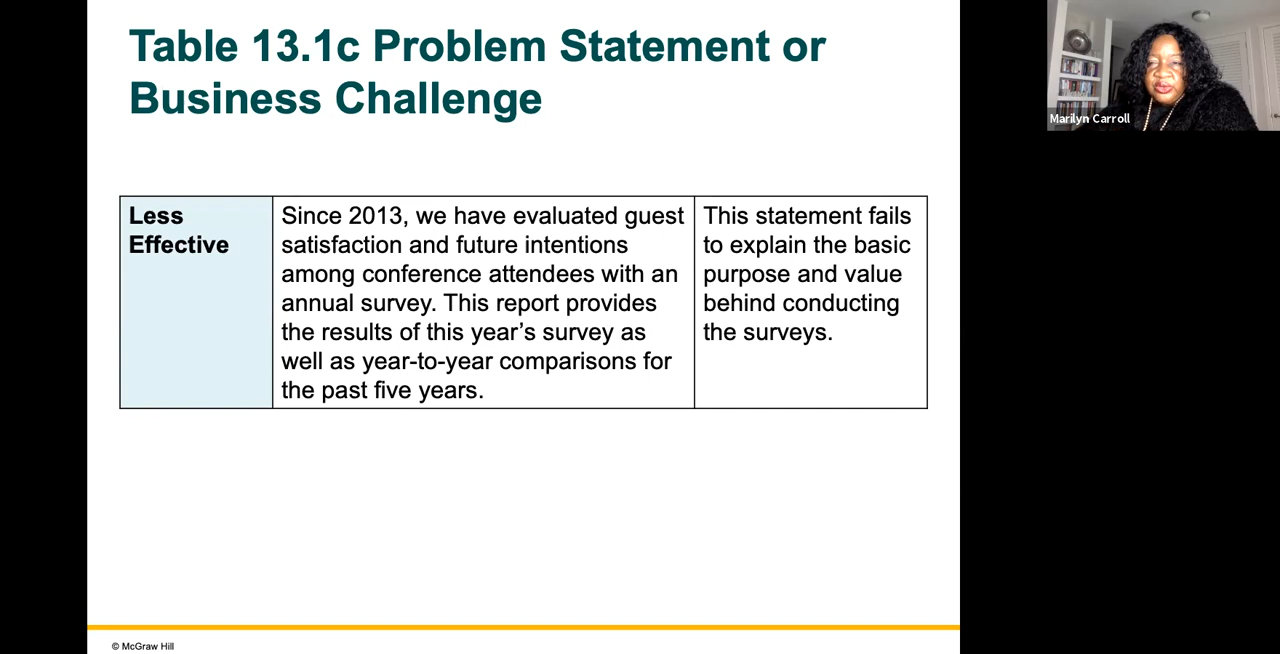 Table 13.1c Problem Statement or
Business Challenge
Marilyn Carroll
Less
Effective
Since 2013, we have evaluated guest
satisfaction and future intentions
among conference attendees with an
annual survey. This report provides
the results of this year’s survey as
well as year-to-year comparisons for
the past five years.
This statement fails
to explain the basic
purpose and value
behind conducting
the surveys.
© McGraw Hill